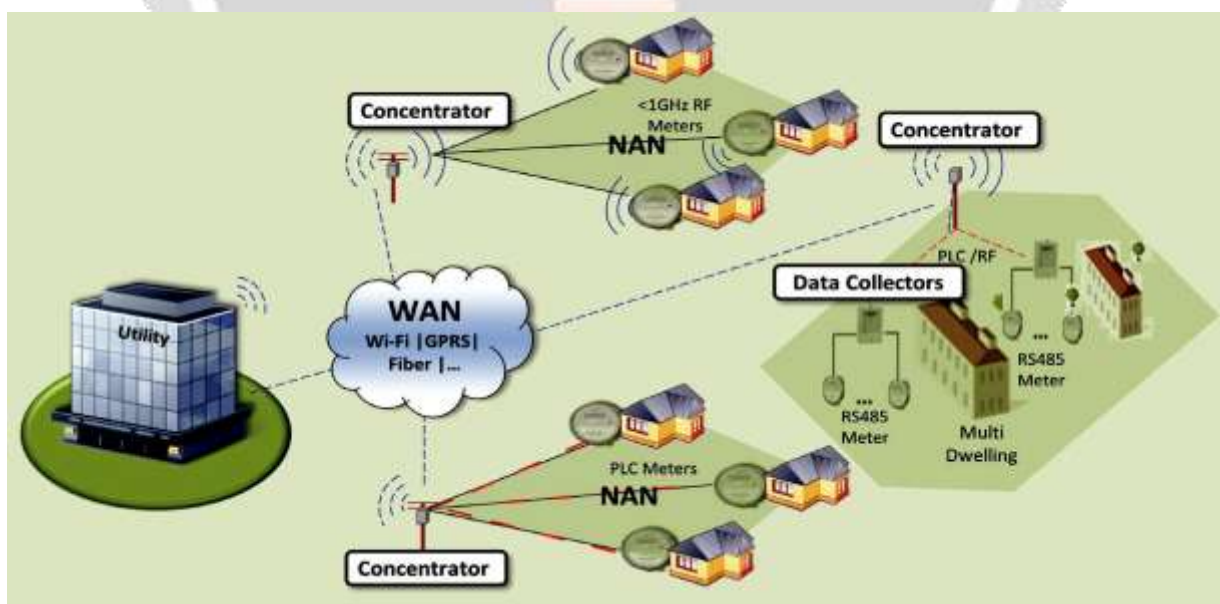 Concentrator
<1GHz RF
Meters
NAN
Concentrator
PLC /RF
Data Collectors
RS485
Meter
RS485
Meter
Multi
Dwelling
Utility
WAN
Wi-Fi |GPRS|
Fiber |...
PLC Meters
NAN
Concentrator